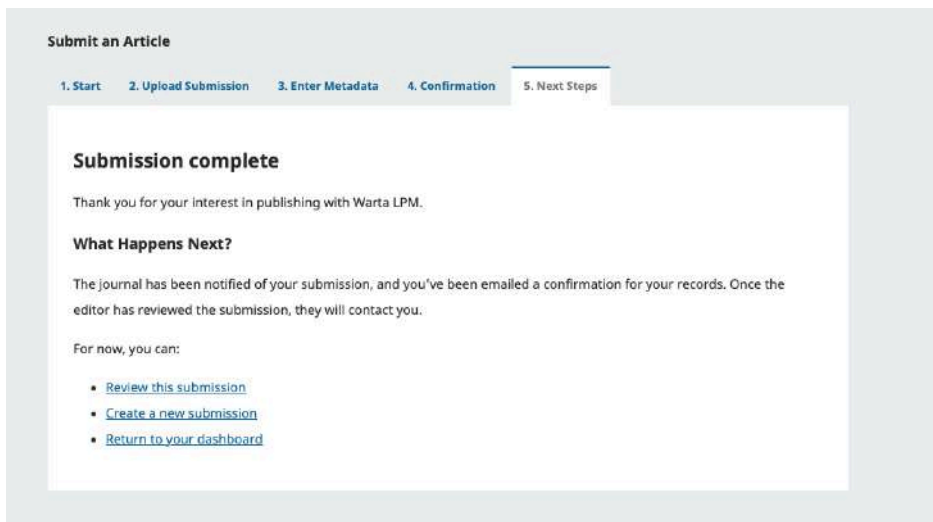 Submit an Article
1. Start 2. Upload Submission 3. Enter Metadata 4. Confirmation 5. Next Steps
Submission complete
Thank you for your interest in publishing with Warta LPM.
What Happens Next?
The journal has been notified of your submission, and you've been emailed a confirmation for your records. Once the
editor has reviewed the submission, they will contact you.
For now, you can:
• Review this submission
• Create a new submission
• Return to your dashboard